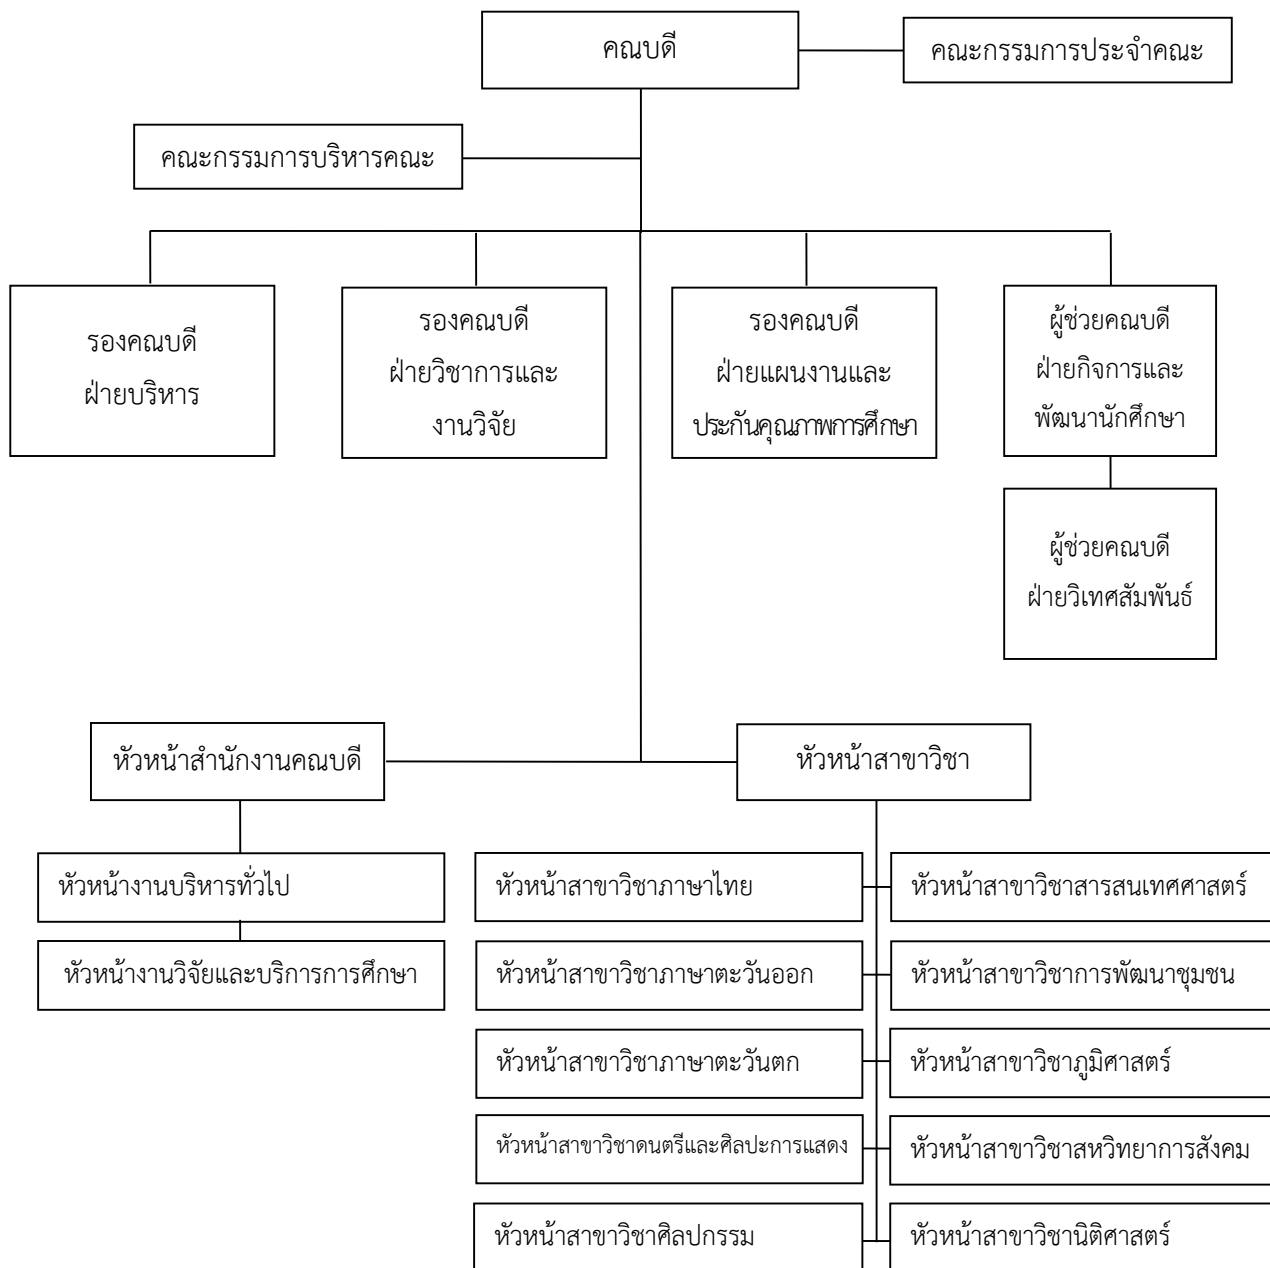 คณบดี
คณะกรรมการประจำคณะ
คณะกรรมการบริหารคณะ
รองคณบดี
ฝ่ายบริหาร
รองคณบดี
ฝ่ายวิชาการและ
งานวิจัย
รองคณบดี
ฝ่ายแผนงานและ
ประกันคุณภาพการศึกษา
ผู้ช่วยคณบดี
ฝ่ายกิจการและ
พัฒนานักศึกษา
ผู้ช่วยคณบดี
ฝ่ายวิเทศสัมพันธ์
หัวหน้าสำนักงานคณบดี
หัวหน้าสาขาวิชา
หัวหน้างานบริหารทั่วไป
หัวหน้างานวิจัยและบริการการศึกษา
หัวหน้าสาขาวิชาภาษาไทย
หัวหน้าสาขาวิชาสารสนเทศศาสตร์
หัวหน้าสาขาวิชาภาษาตะวันออก
หัวหน้าสาขาวิชาการพัฒนาชุมชน
หัวหน้าสาขาวิชาภาษาตะวันตก
หัวหน้าสาขาวิชาภูมิศาสตร์
หัวหน้าสาขาวิชาดนตรีและศิลปะการแสดง
หัวหน้าสาขาวิชาสหวิทยาการสังคม
หัวหน้าสาขาวิชาศิลปกรรม
หัวหน้าสาขาวิชานิติศาสตร์